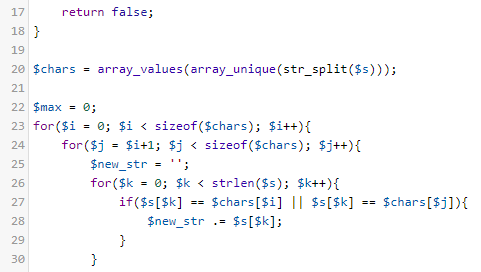 17 return false;
18 }
19
20 $chars = array_values(array_unique(str_split($s)));
21
22 $max = 0;
23 for($i = 0; $i < sizeof($chars); $i++){
24 for($j = $i+1; $j < sizeof($chars); $j++){
25 $new_str = '';
26 for($k = 0; $k < strlen($s); $k++){
27 if($s[$k] == $chars[$i] || $s[$k] == $chars[$j]){
28 $new_str .= $s[$k];
29 }
30 }